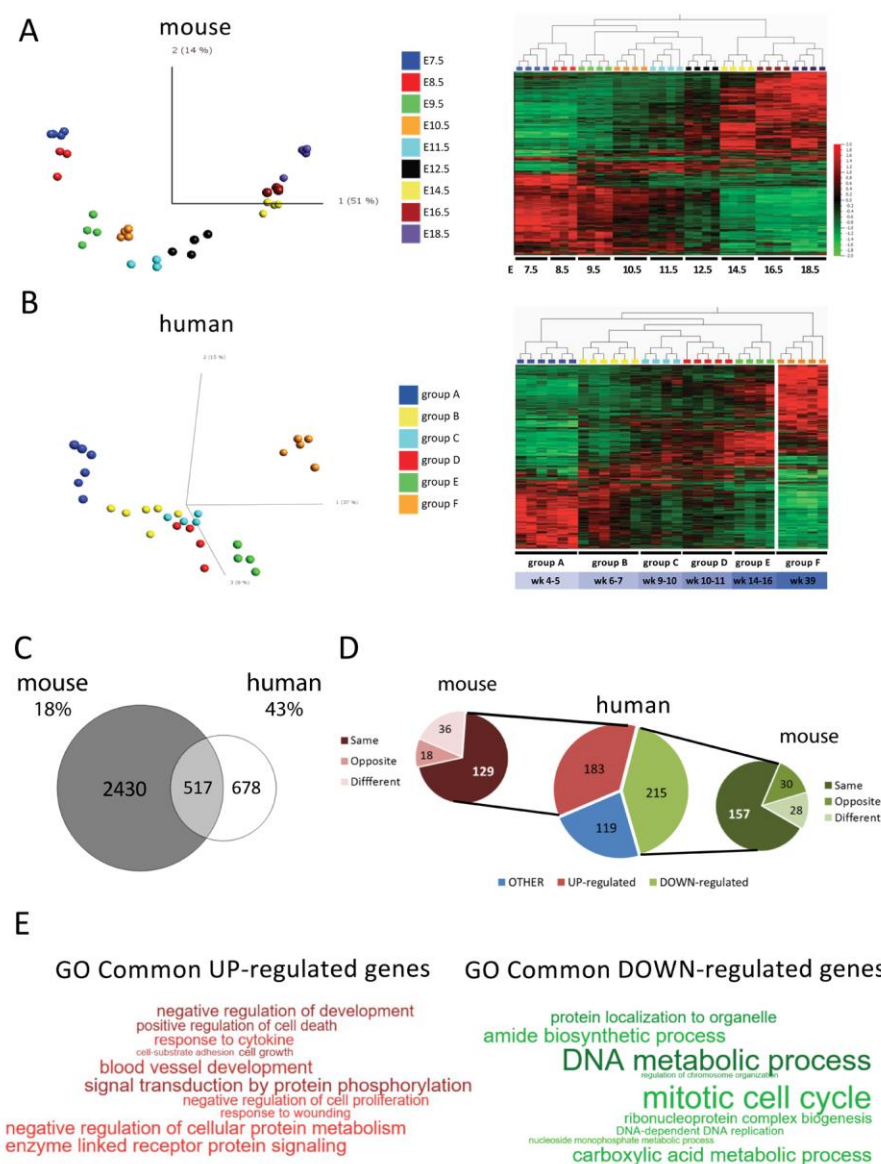 A
mouse
2 (14 %)
1 (51 %)
E7.5
E8.5
E9.5
E10.5
E11.5
E12.5
E14.5
E16.5
E18.5
E 7.5 8.5 9.5 10.5 11.5 12.5 14.5 16.5 18.5
B
human
2 (15 %)
1 (37 %)
3 (9 %)
group A
group B
group C
group D
group E
group F
group A group B group C group D group E group F
wk 4-5 wk 6-7 wk 9-10 wk 10-11 wk 14-16 wk 39
C
mouse
18%
human
43%
2430 517 678
D
mouse
Same
Opposite
Diffferent
36
18
129
human
183
215
119
OTHER UP-regulated DOWN-regulated
mouse
157
30
28
Same
Opposite
Different
E
GO Common UP-regulated genes
negative regulation of development
positive regulation of cell death
response to cytokine
cell-substrate adhesion cell growth
blood vessel development
signal transduction by protein phosphorylation
negative regulation of cell proliferation
response to wounding
negative regulation of cellular protein metabolism
enzyme linked receptor protein signaling
GO Common DOWN-regulated genes
protein localization to organelle
amide biosynthetic process
DNA metabolic process
regulation of chromosome organization
mitotic cell cycle
ribonucleoprotein complex biogenesis
DNA-dependent DNA replication
nucleoside monophosphate metabolic process
carboxylic acid metabolic process